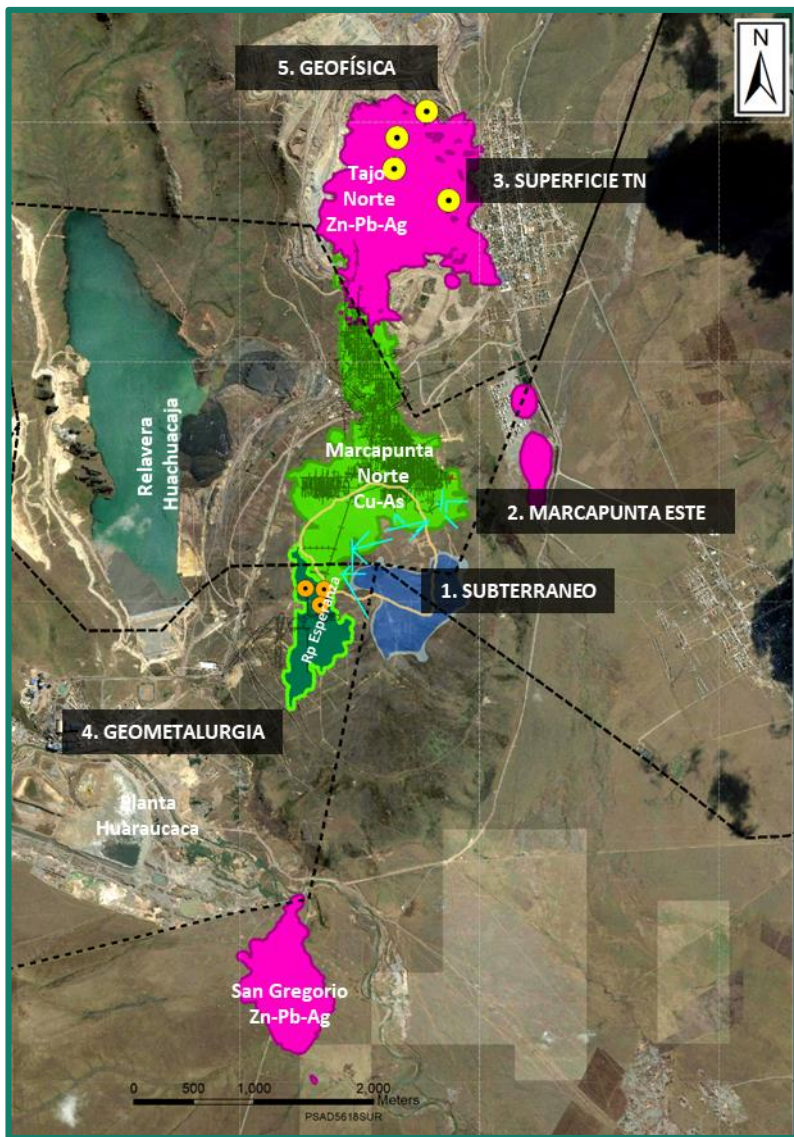 N
5. GEOFÍSICA
Tajo
Norte
Zn-Pb-Ag
3. SUPERFICIE TN
Relavera
Huachuacaja
Marcapunta
Norte
Cu-As
2. MARCAPUNTA ESTE
1. SUBTERRANEO
Rp Esperanza
4. GEOMETALURGIA
Planta
Huaraucaca
San Gregorio
Zn-Pb-Ag
0 500 1,000 2,000
Meters
PSAD5618SUR